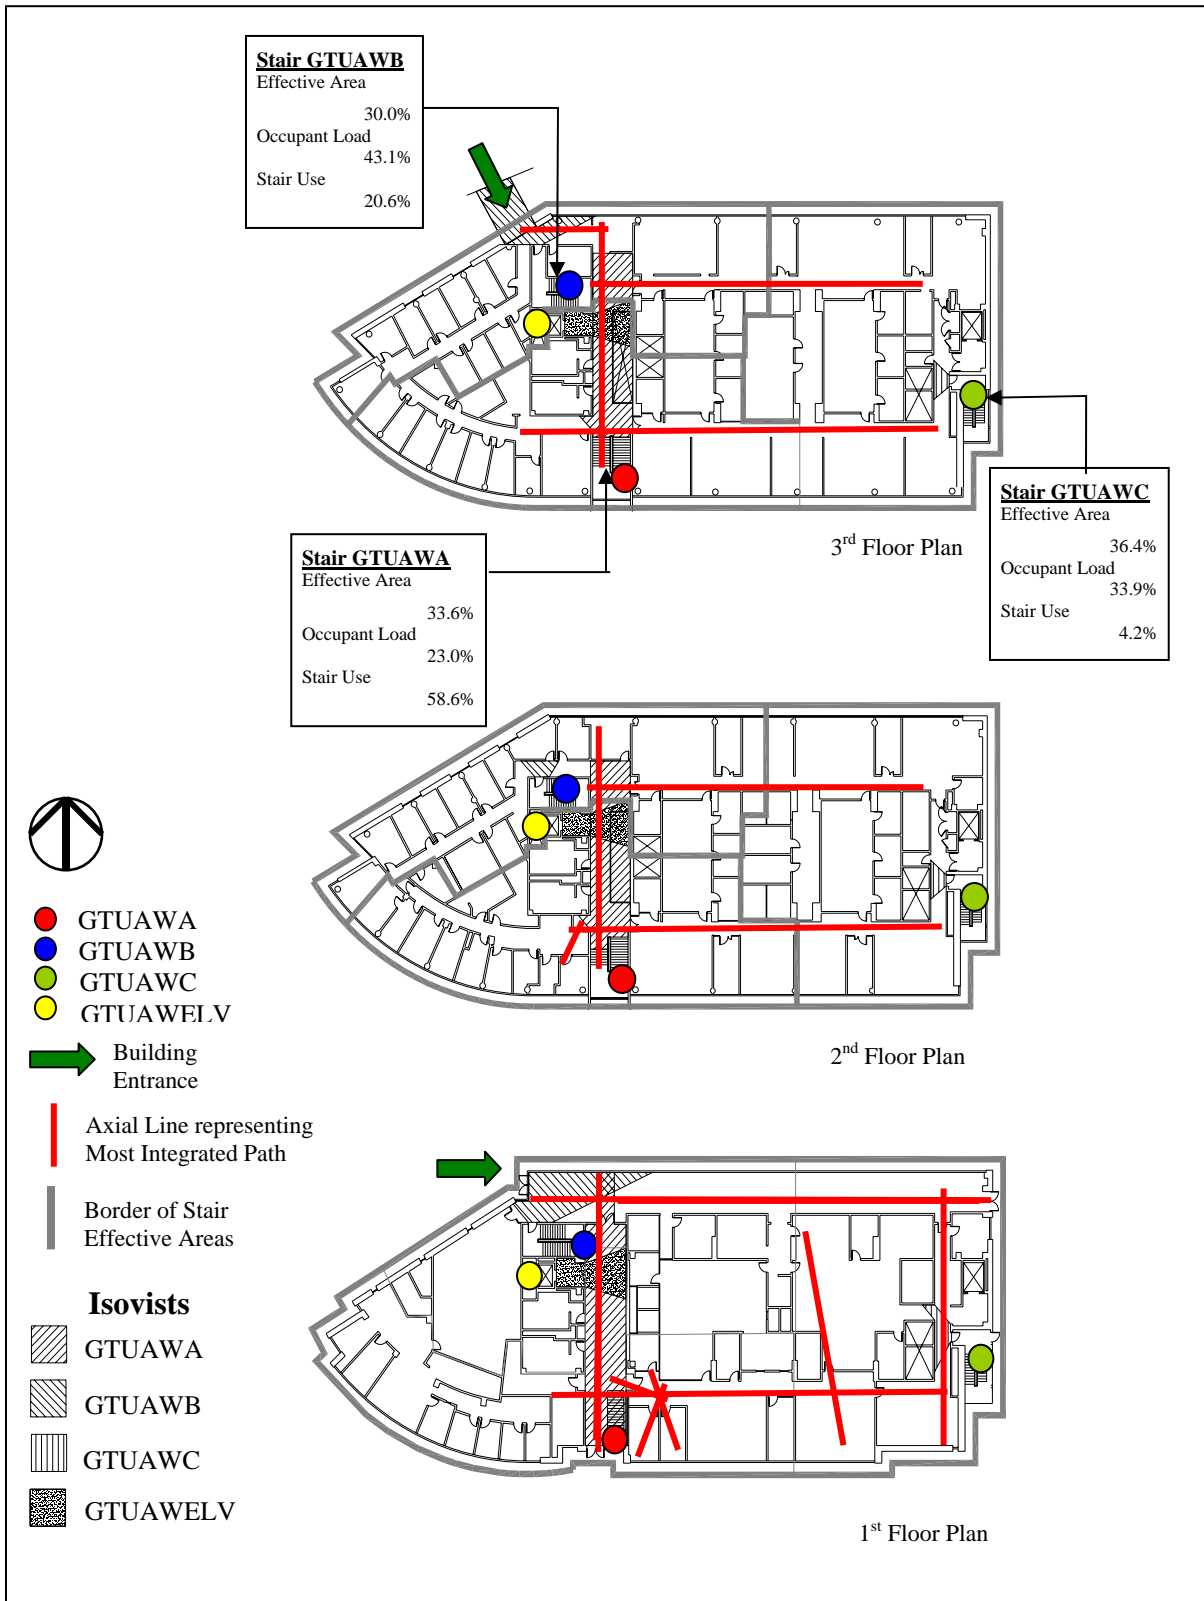 Stair GTUAWB
Effective Area
30.0%
Occupant Load
43.1%
Stair Use
20.6%
Stair GTUAWC
Effective Area
36.4%
Occupant Load
33.9%
Stair Use
4.2%
3rd Floor Plan
Stair GTUAWA
Effective Area
33.6%
Occupant Load
23.0%
Stair Use
58.6%
GTUAWA
GTUAWB
GTUAWC
GTUAWELV
Building
Entrance
2nd Floor Plan
Axial Line representing
Most Integrated Path
Border of Stair
Effective Areas
Isovists
GTUAWA
GTUAWB
GTUAWC
GTUAWELV
1st Floor Plan